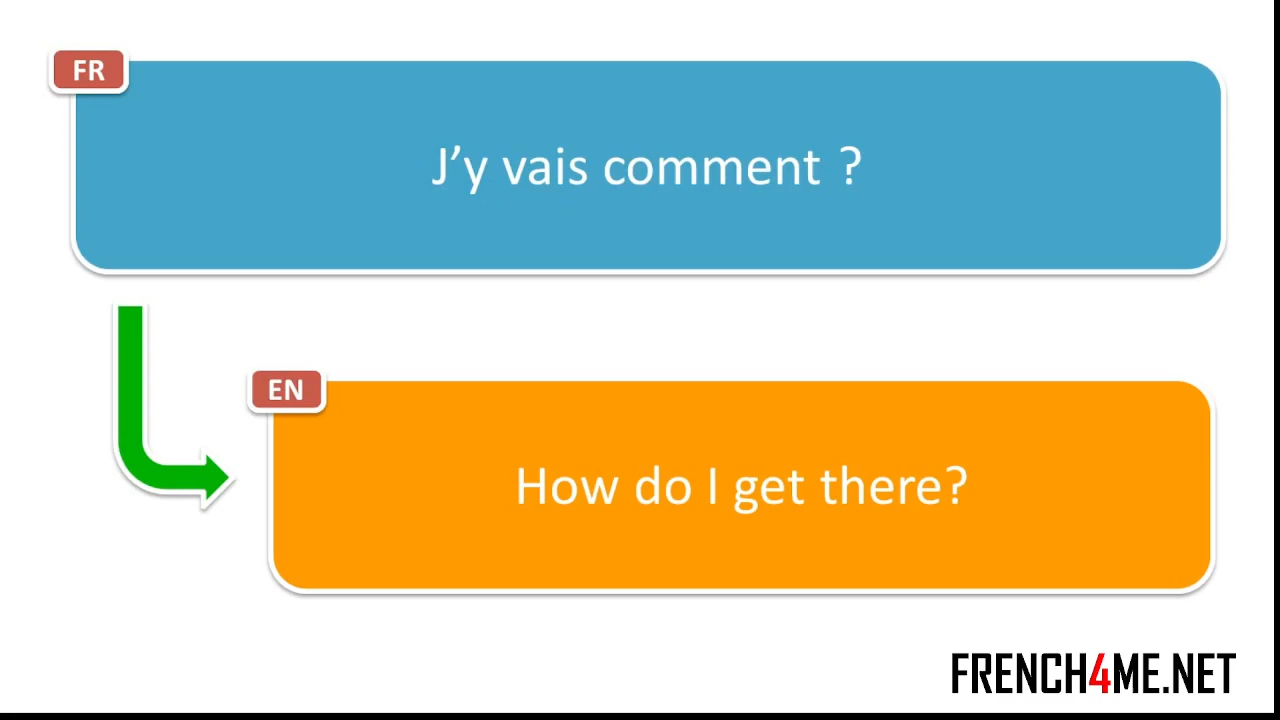 FR
J’y vais comment ?
EN
How do I get there?
FRENCH4ME.NET